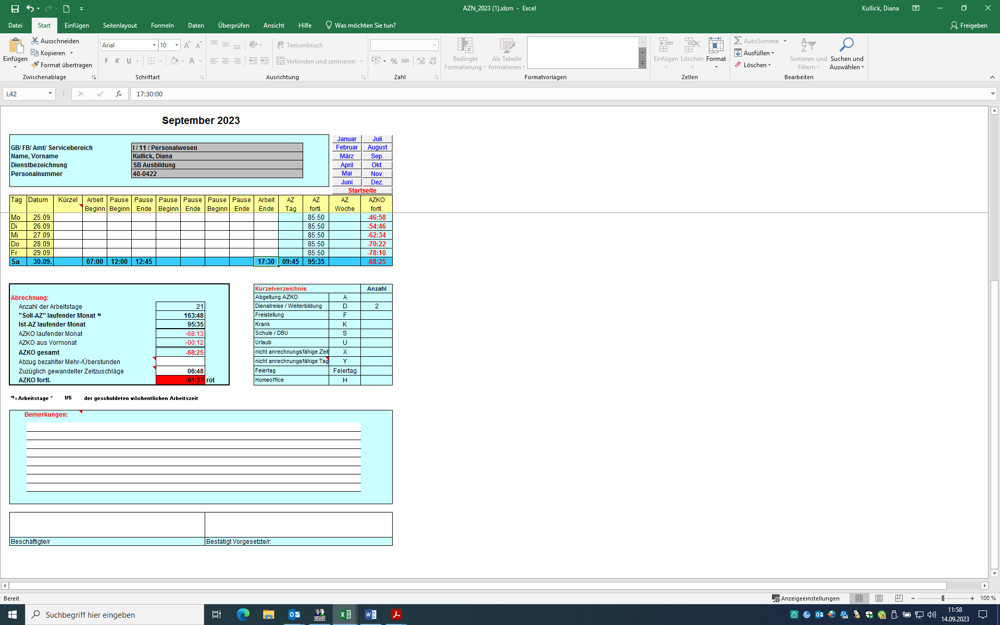 AZN_2023 (1).xlsm - Excel
Kullick, Diana
Datei Start Einfügen Seitenlayout Formeln Daten Überprüfen Ansicht Hilfe Was möchten Sie tun? Freigeben
Einfügen
Ausschneiden
Kopieren
Format übertragen
Zwischenablage
Arial 10
F K U
Schriftart
Textumbruch
Verbinden und zentrieren
Ausrichtung
% 000
Zahl
Bedingte Formatierung
Als Tabelle formatieren
Formatvorlagen
Einfügen Löschen Format
Zellen
AutoSumme
Ausfüllen
Löschen
Sortieren und Filtern
Suchen und Auswählen
Bearbeiten
L42 fx 17:30:00
September 2023
GB/ FB/ Amt/ Servicebereich I / 11 / Personalwesen
Name, Vorname Kullick, Diana
Dienstbezeichnung SB Ausbildung
Personalnummer 40-0422
Januar Juli
Februar August
März Sep.
April Okt.
Mai Nov.
Juni Dez.
Startseite
Tag Datum Kürzel Arbeit Pause Pause Pause Pause Pause Pause Arbeit AZ AZ AZ AZKO
Beginn Beginn Ende Beginn Ende Beginn Ende Ende Tag fortl. Woche fortl.
Mo 25.09. 85:50 -46:58
Di 26.09. 85:50 -54:46
Mi 27.09. 85:50 -62:34
Do 28.09. 85:50 -70:22
Fr 29.09. 85:50 -78:10
Sa 30.09. 07:00 12:00 12:45 17:30 09:45 95:35 -68:25
Abrechnung:
Anzahl der Arbeitstage 21
"Soll-AZ" laufender Monat ¹⁾ 163:48
Ist-AZ laufender Monat 95:35
AZKO laufender Monat -68:13
AZKO aus Vormonat -00:12
AZKO gesamt -68:25
Abzug bezahlter Mehr-/Überstunden
Zuzüglich gewandelter Zeitzuschläge 06:48
AZKO fortl. -61:37 rot
Kürzelverzeichnis Anzahl
Abgeltung AZKO A
Dienstreise / Weiterbildung D 2
Freistellung F
Krank K
Schule / DBU S
Urlaub U
nicht anrechnungsfähige Zeit X
nicht anrechnungsfähige Tag Y
Feiertag Feiertag
Homeoffice H
¹⁾=Arbeitstage * 1/5 der geschuldeten wöchentlichen Arbeitszeit
Bemerkungen:
Beschäftigte/r Bestätigt Vorgesetzte/r:
Bereit Anzeigeeinstellungen 100 %
Suchbegriff hier eingeben
11:58
14.09.2023